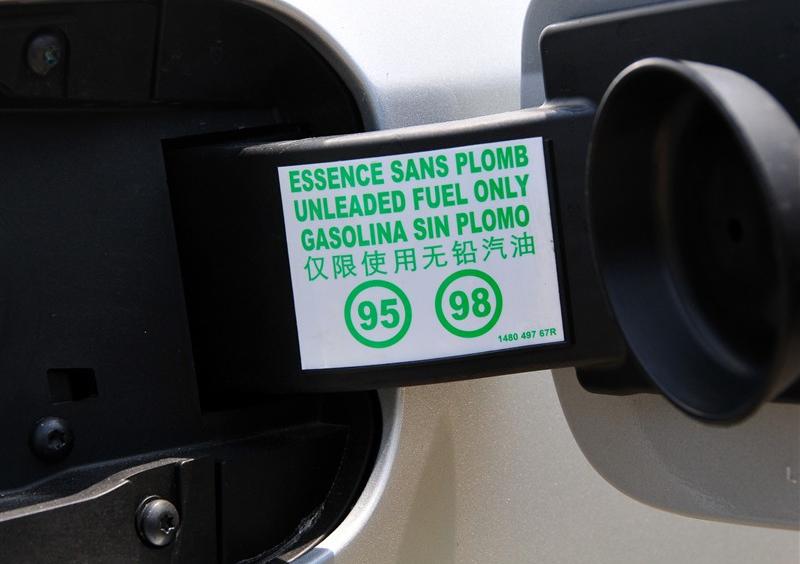 ESSENCE SANS PLOMB
UNLEADED FUEL ONLY
GASOLINA SIN PLOMO
仅限使用无铅汽油
95 98
1480 497 67R